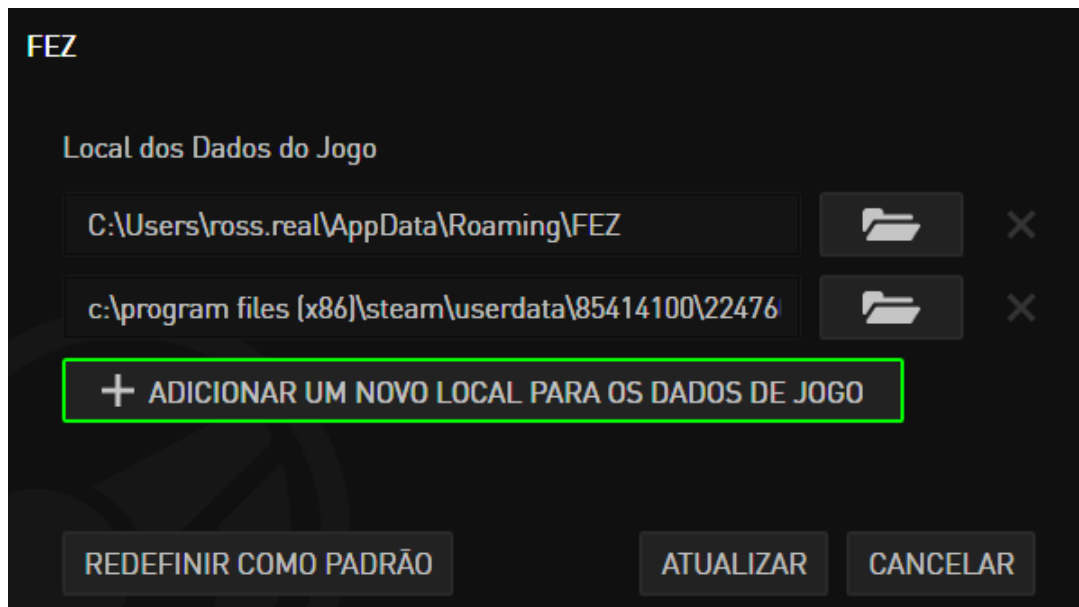 FEZ
Local dos Dados do Jogo
C:\Users\ross.real\AppData\Roaming\FEZ
c:\program files (x86)\steam\userdata\85414100\22476
+ ADICIONAR UM NOVO LOCAL PARA OS DADOS DE JOGO
REDEFINIR COMO PADRÃO
ATUALIZAR
CANCELAR